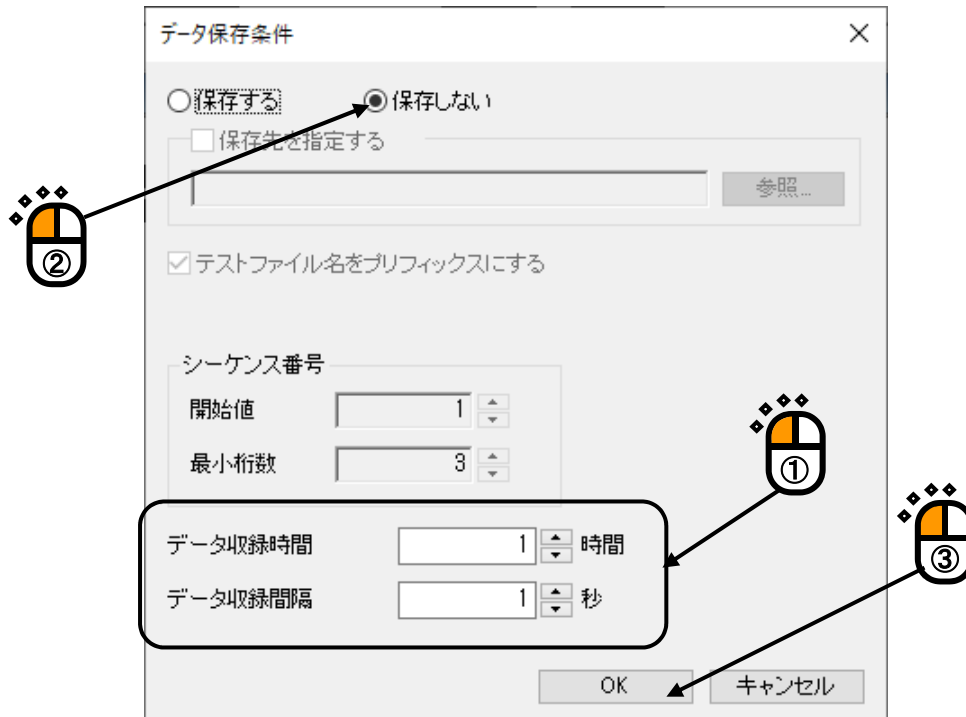 データ保存条件
保存する 保存しない
保存先を指定する
参照...
②
テストファイル名をプリフィックスにする
シーケンス番号
開始値 1
最小桁数 3
①
データ収録時間 1 時間
データ収録間隔 1 秒
③
OK キャンセル